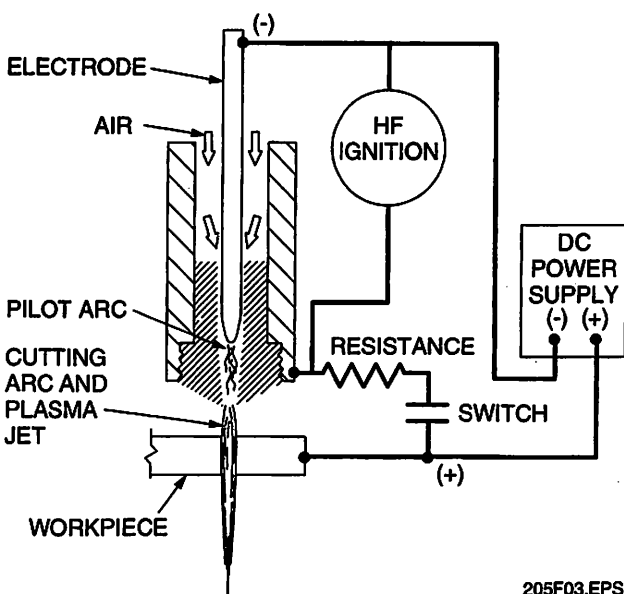 (-)
ELECTRODE
AIR
HF
IGNITION
DC
POWER
SUPPLY
(-) (+)
PILOT ARC
RESISTANCE
CUTTING
ARC AND
PLASMA
JET
SWITCH
(+)
WORKPIECE
205F03.EPS